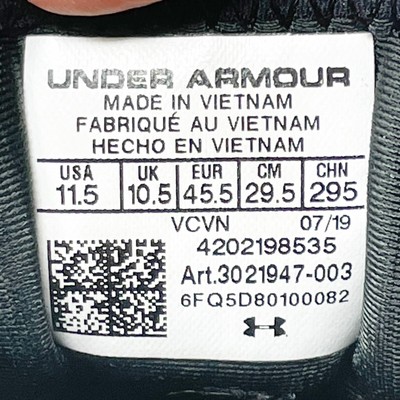 UNDER ARMOUR
MADE IN VIETNAM
FABRIQUÉ AU VIETNAM
HECHO EN VIETNAM
USA UK EUR CM CHN
11.5 10.5 45.5 29.5 295
VCVN 07/19
4202198535
Art.3021947-003
6FQ5D80100082